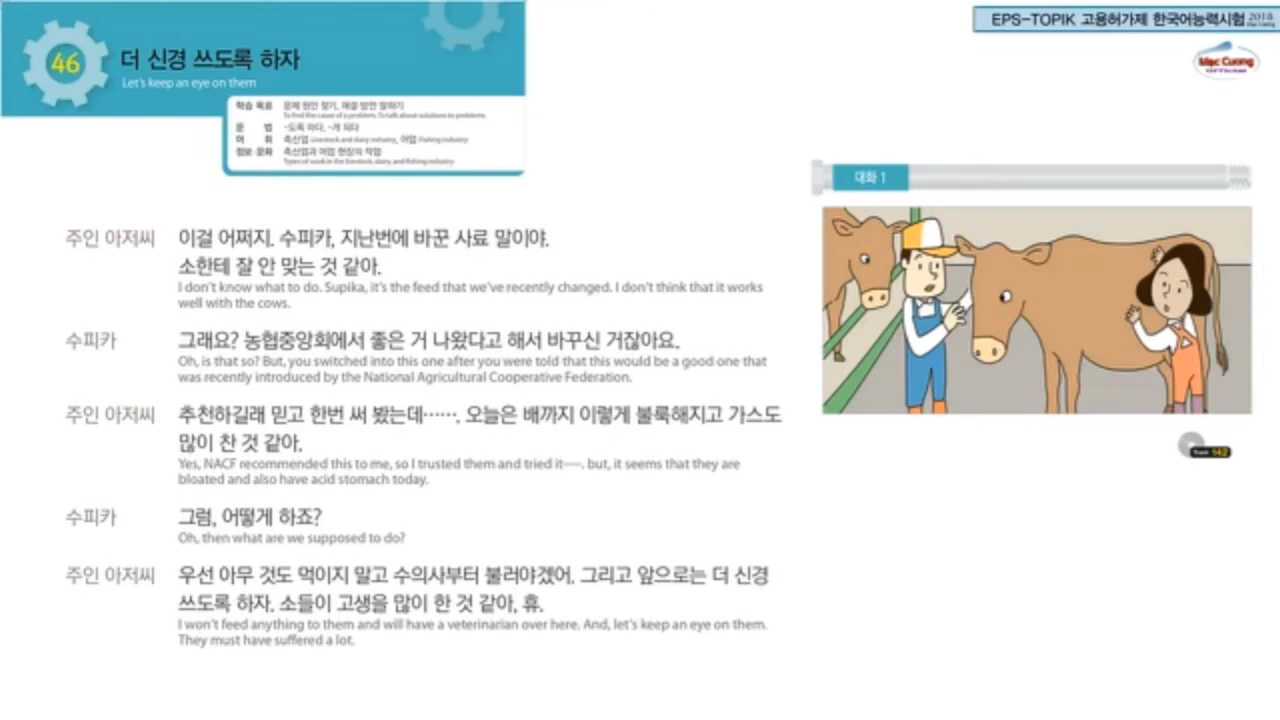 46
더 신경 쓰도록 하자
Let's keep an eye on them
학습 목표 문제 원인 찾기, 해결 방안 말하기
To find the cause of a problem, To talk about solutions to problems
문 법 -도록 하다, -게 되다
어 휘 축산업 Livestock and dairy industry, 어업 Fishing industry
정보·문화 축산업과 어업 현장의 작업
Types of work in the livestock, dairy, and fishing industry
EPS-TOPIK 고용허가제 한국어능력시험 2018
Mạc Cương
대화 1
주인 아저씨 이걸 어쩌지. 수피카, 지난번에 바꾼 사료 말이야.
소한테 잘 안 맞는 것 같아.
I don't know what to do. Supika, it's the feed that we've recently changed. I don't think that it works
well with the cows.
수피카 그래요? 농협중앙회에서 좋은 거 나왔다고 해서 바꾸신 거잖아요.
Oh, is that so? But, you switched into this one after you were told that this would be a good one that
was recently introduced by the National Agricultural Cooperative Federation.
주인 아저씨 추천하길래 믿고 한번 써 봤는데……. 오늘은 배까지 이렇게 불룩해지고 가스도
많이 찬 것 같아.
Yes, NACF recommended this to me, so I trusted them and tried it----. but, it seems that they are
bloated and also have acid stomach today.
수피카 그럼, 어떻게 하죠?
Oh, then what are we supposed to do?
주인 아저씨 우선 아무 것도 먹이지 말고 수의사부터 불러야겠어. 그리고 앞으로는 더 신경
쓰도록 하자. 소들이 고생을 많이 한 것 같아, 휴.
I won't feed anything to them and will have a veterinarian over here. And, let's keep an eye on them.
They must have suffered a lot.
Track 142